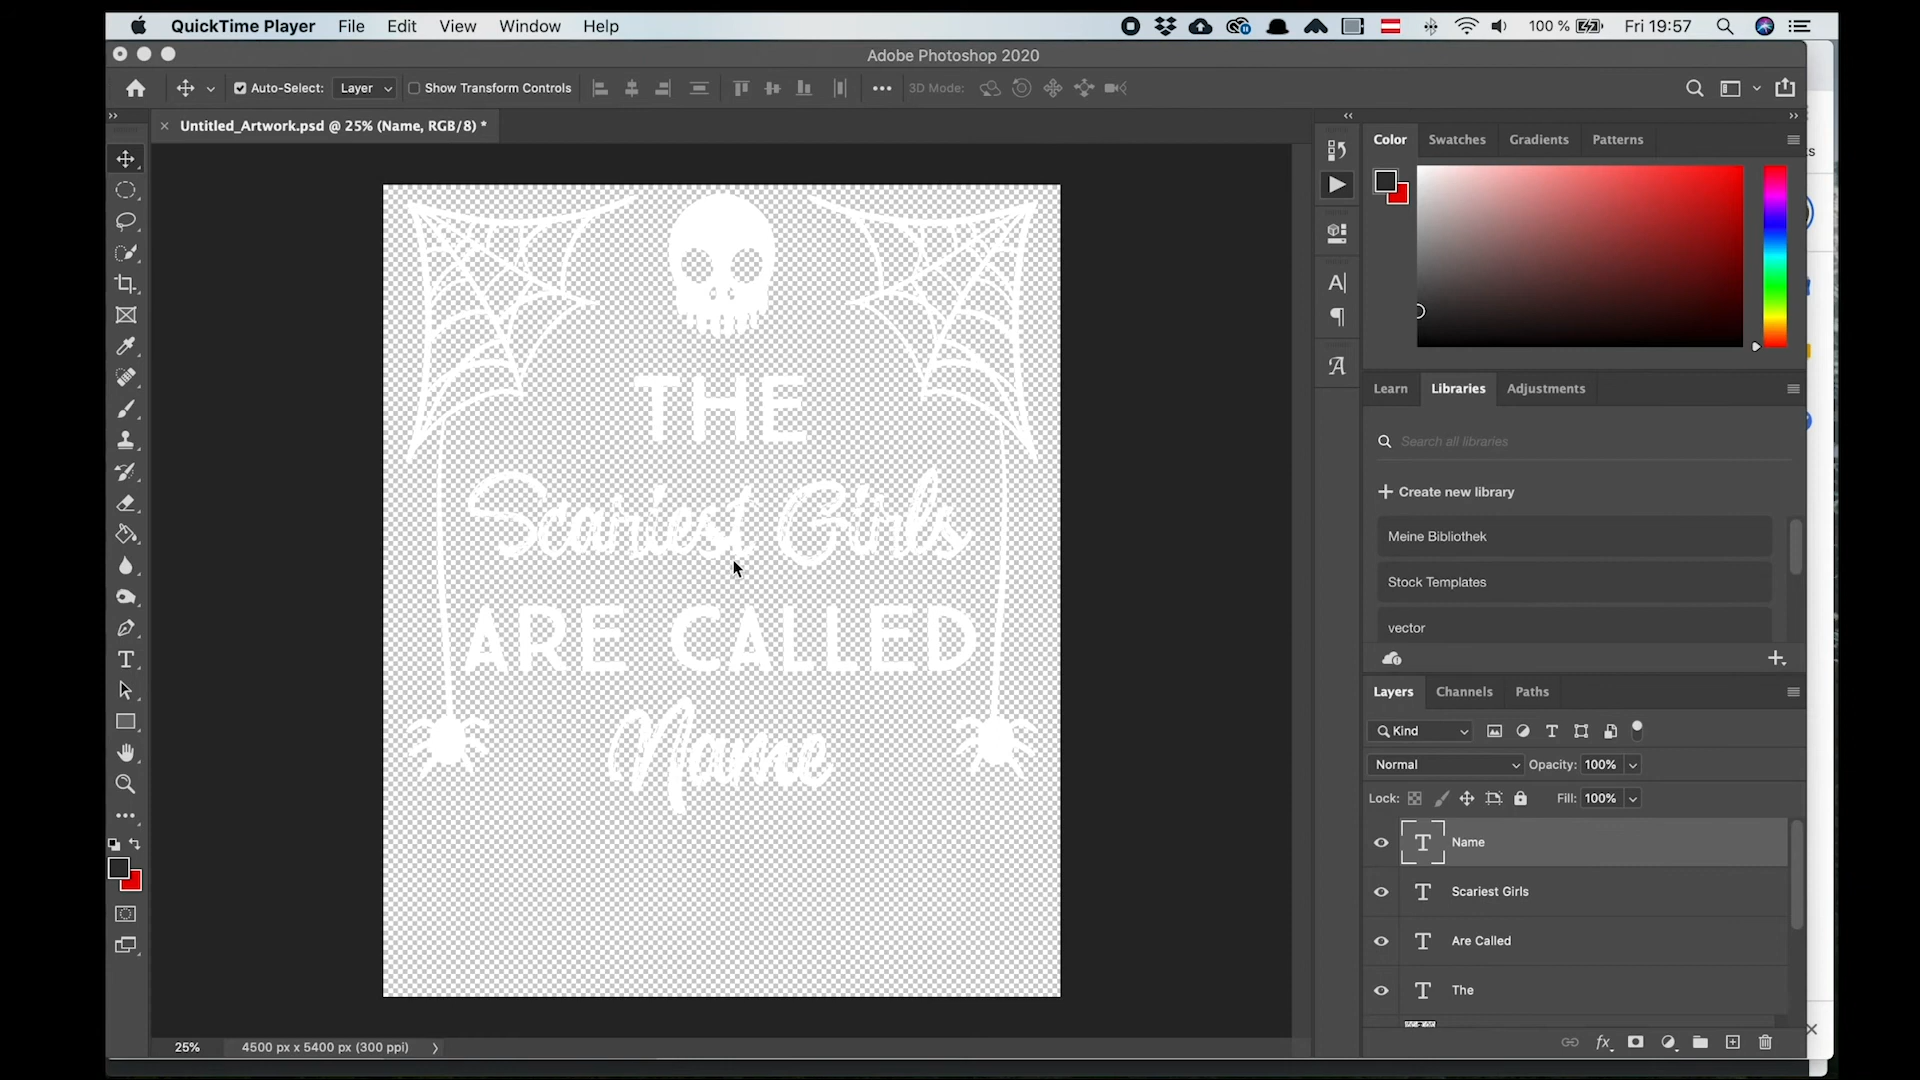 QuickTime Player File Edit View Window Help 100 % Fri 19:57
Adobe Photoshop 2020
Auto-Select: Layer Show Transform Controls 3D Mode:
Untitled_Artwork.psd @ 25% (Name, RGB/8) *
Color Swatches Gradients Patterns
THE
Scariest Girls
ARE CALLED
Name
Learn Libraries Adjustments
Search all libraries
Create new library
Meine Bibliothek
Stock Templates
vector
Layers Channels Paths
Kind
Normal Opacity: 100%
Lock: Fill: 100%
Name
Scariest Girls
Are Called
The
25% 4500 px x 5400 px (300 ppi)